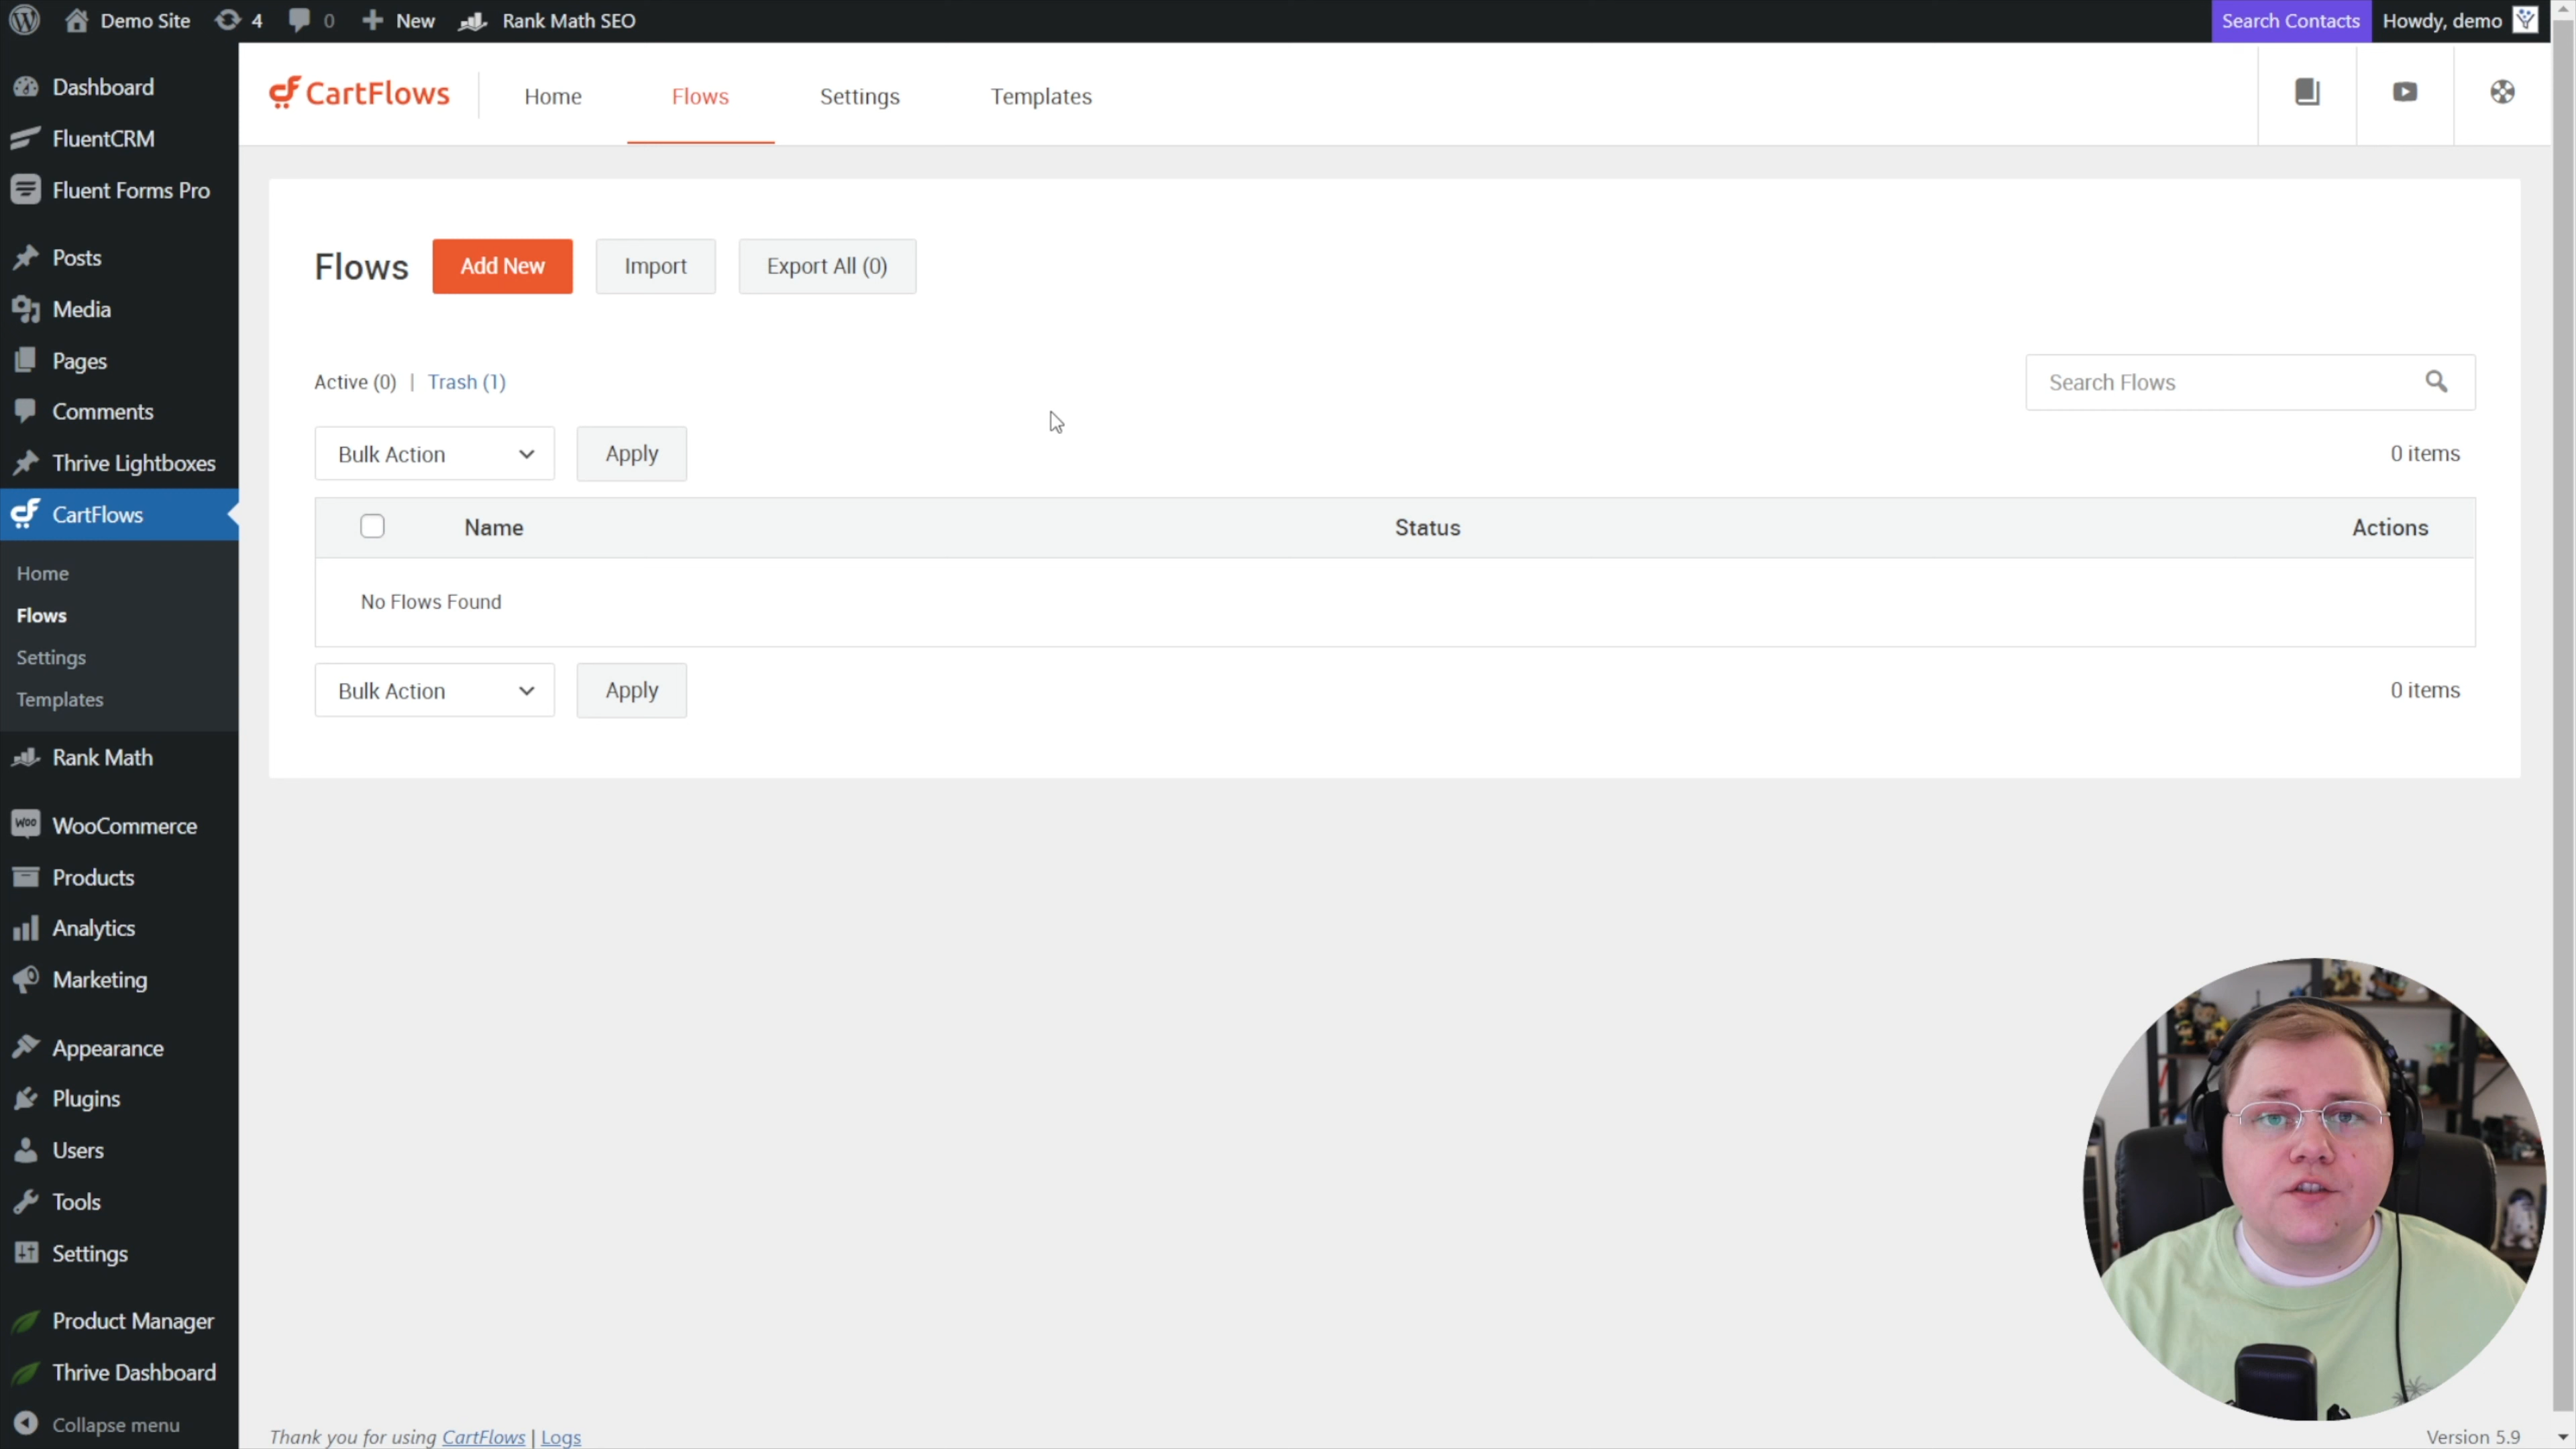 Demo Site 4 0 New Rank Math SEO Search Contacts Howdy, demo
CartFlows Home Flows Settings Templates
Dashboard
FluentCRM
Fluent Forms Pro
Posts
Media
Pages
Comments
Thrive Lightboxes
CartFlows
Home
Flows
Settings
Templates
Rank Math
Woo WooCommerce
Products
Analytics
Marketing
Appearance
Plugins
Users
Tools
Settings
Product Manager
Thrive Dashboard
Collapse menu
Flows Add New Import Export All (0)
Active (0) | Trash (1) Search Flows
Bulk Action Apply 0 items
Name Status Actions
No Flows Found
Bulk Action Apply 0 items
Thank you for using CartFlows | Logs Version 5.9